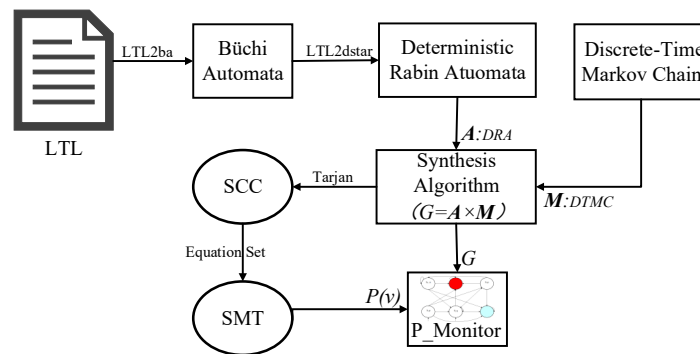 LTL
LTL2ba
Büchi
Automata
LTL2dstar
Deterministic
Rabin Atuomata
Discrete-Time
Markov Chain
A:DRA
M:DTMC
Synthesis
Algorithm
（G=A×M）
Tarjan
SCC
Equation Set
SMT
P(v)
G
P_Monitor